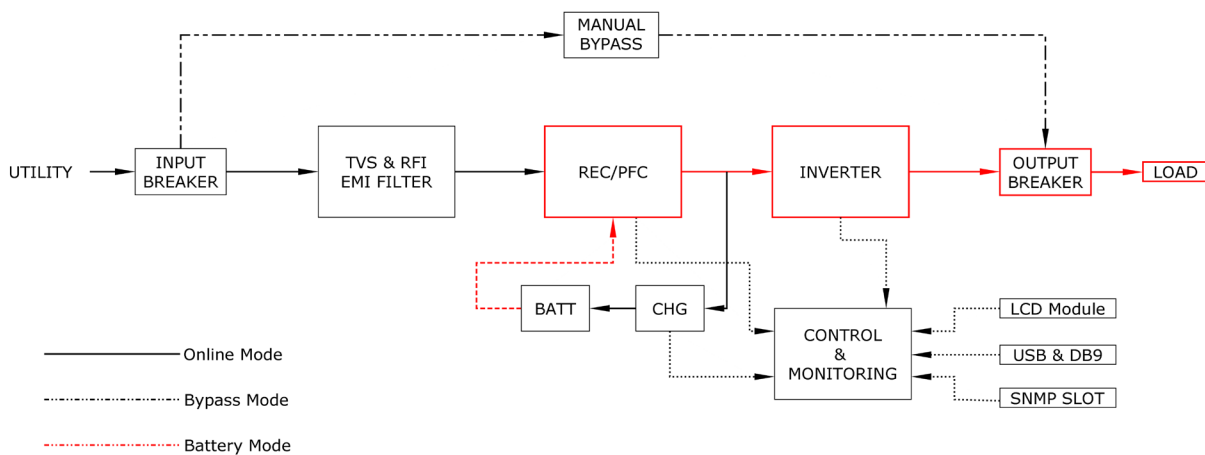 MANUAL
BYPASS
UTILITY
INPUT
BREAKER
TVS & RFI
EMI FILTER
REC/PFC
INVERTER
OUTPUT
BREAKER
LOAD
BATT
CHG
CONTROL
&
MONITORING
LCD Module
USB & DB9
SNMP SLOT
Online Mode
Bypass Mode
Battery Mode